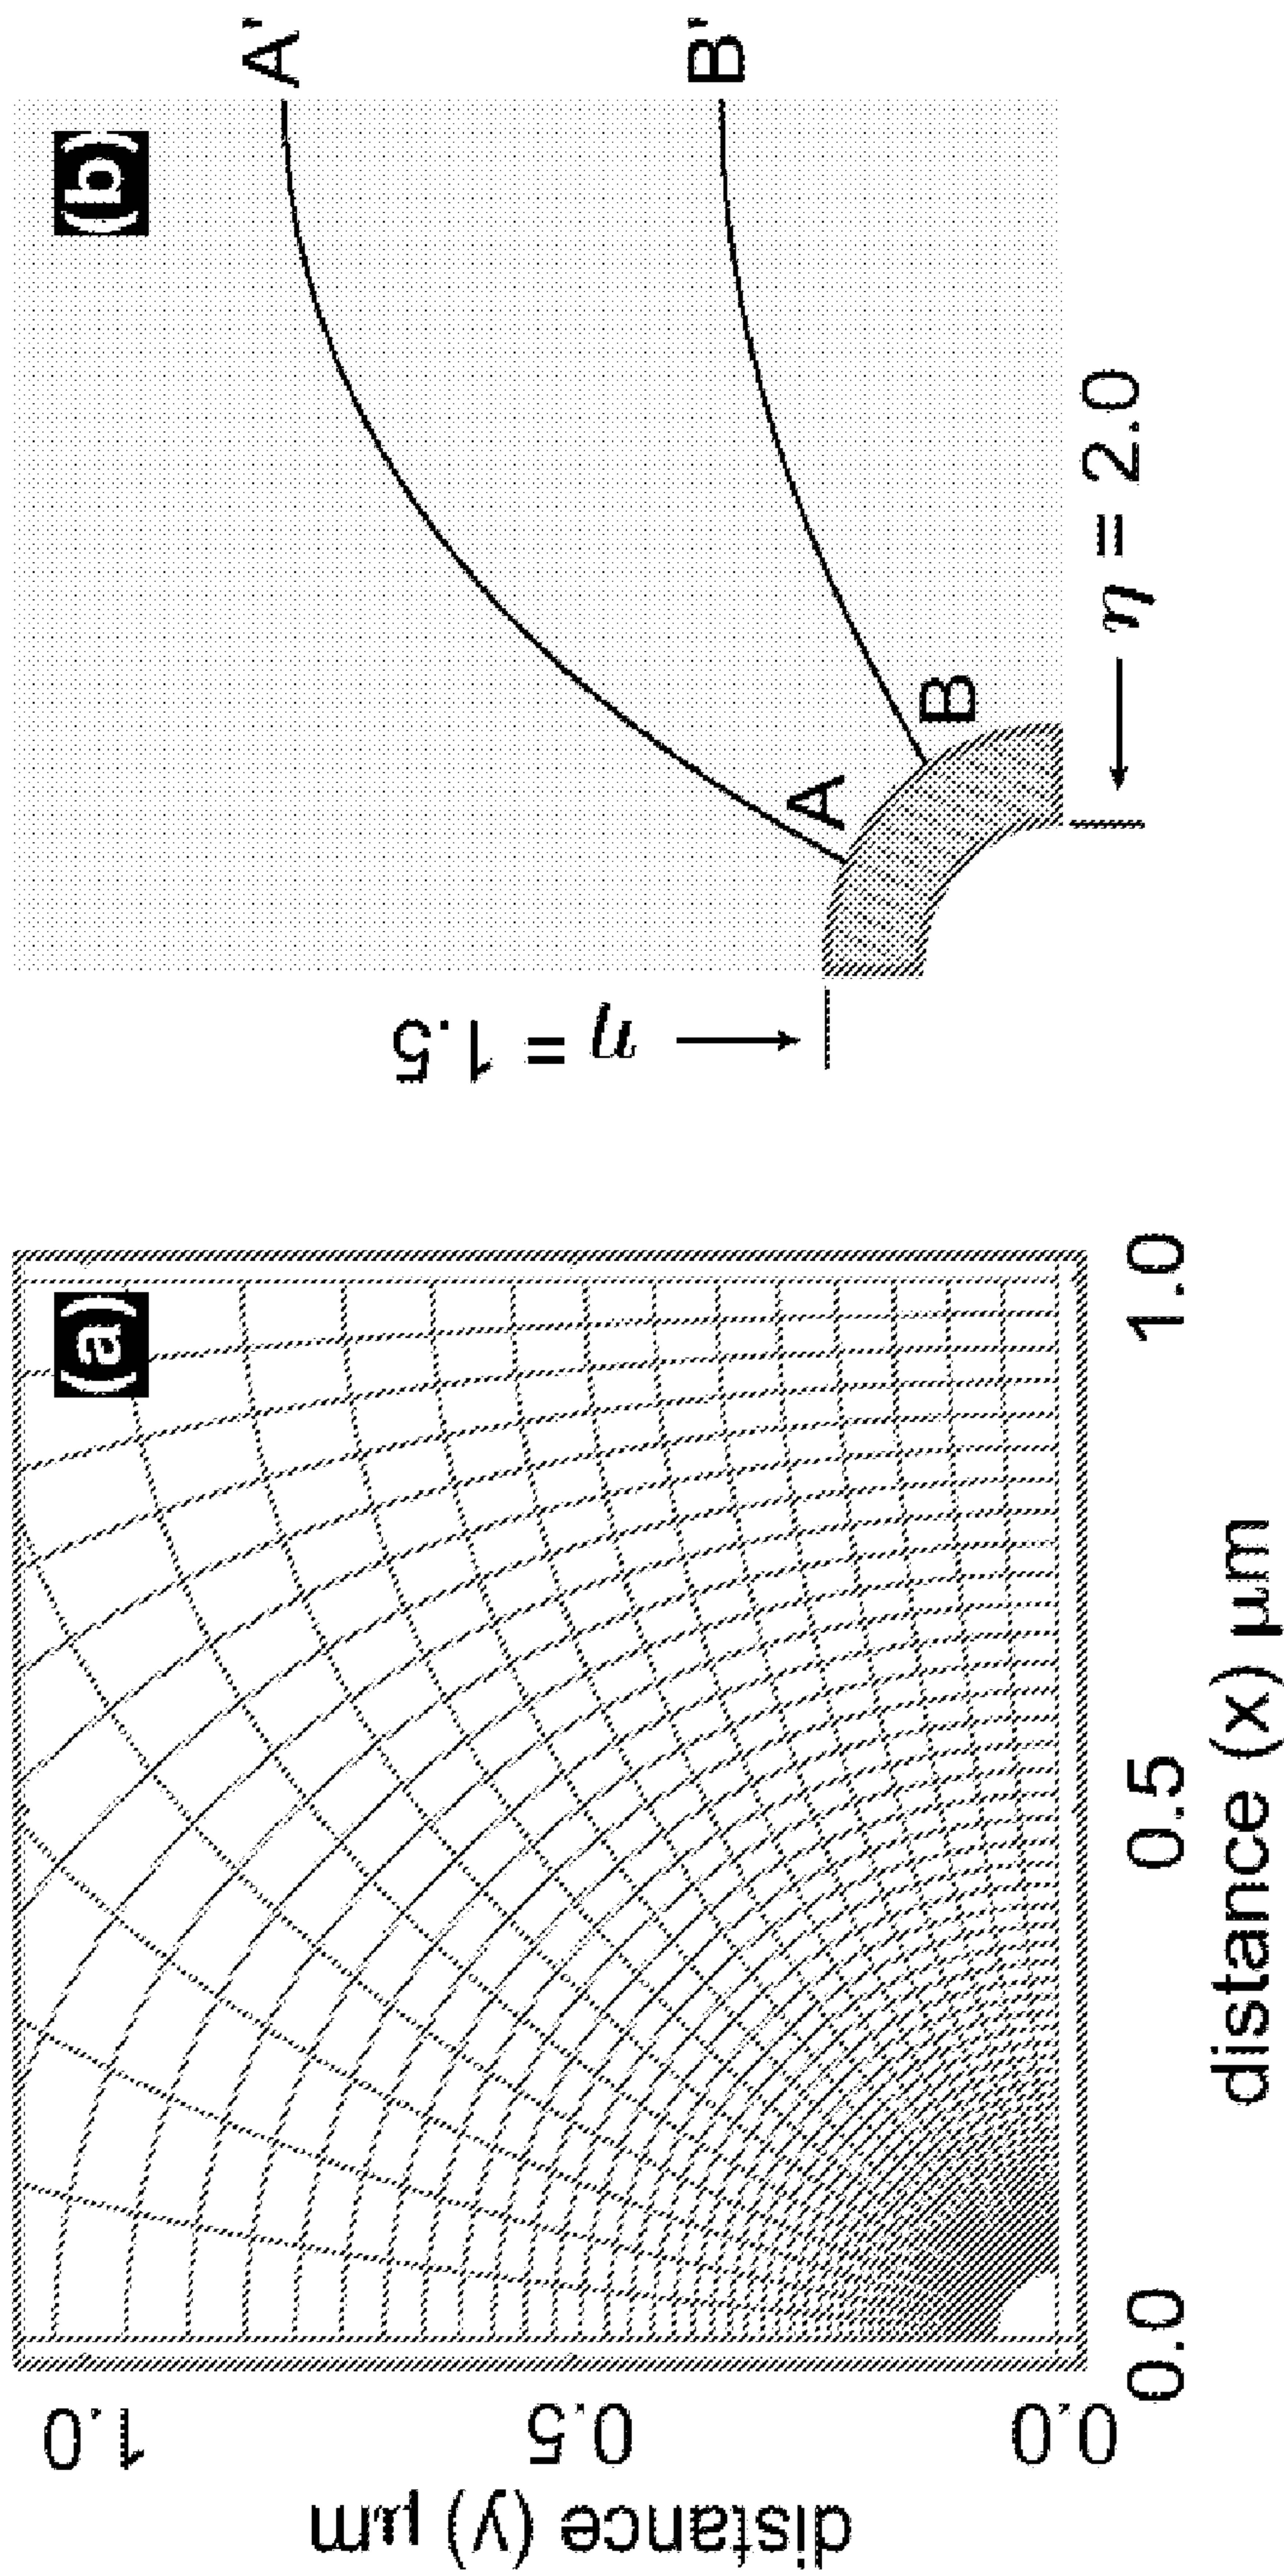 (a)
1.0
0.5
0.0
distance (y) μm
0.0
0.5
1.0
distance (x) μm
(b)
A'
B'
A
B
η = 1.5
η = 2.0